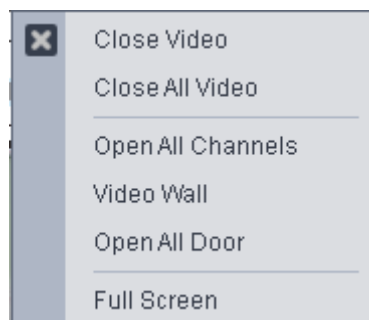 Close Video
Close All Video
Open All Channels
Video Wall
Open All Door
Full Screen